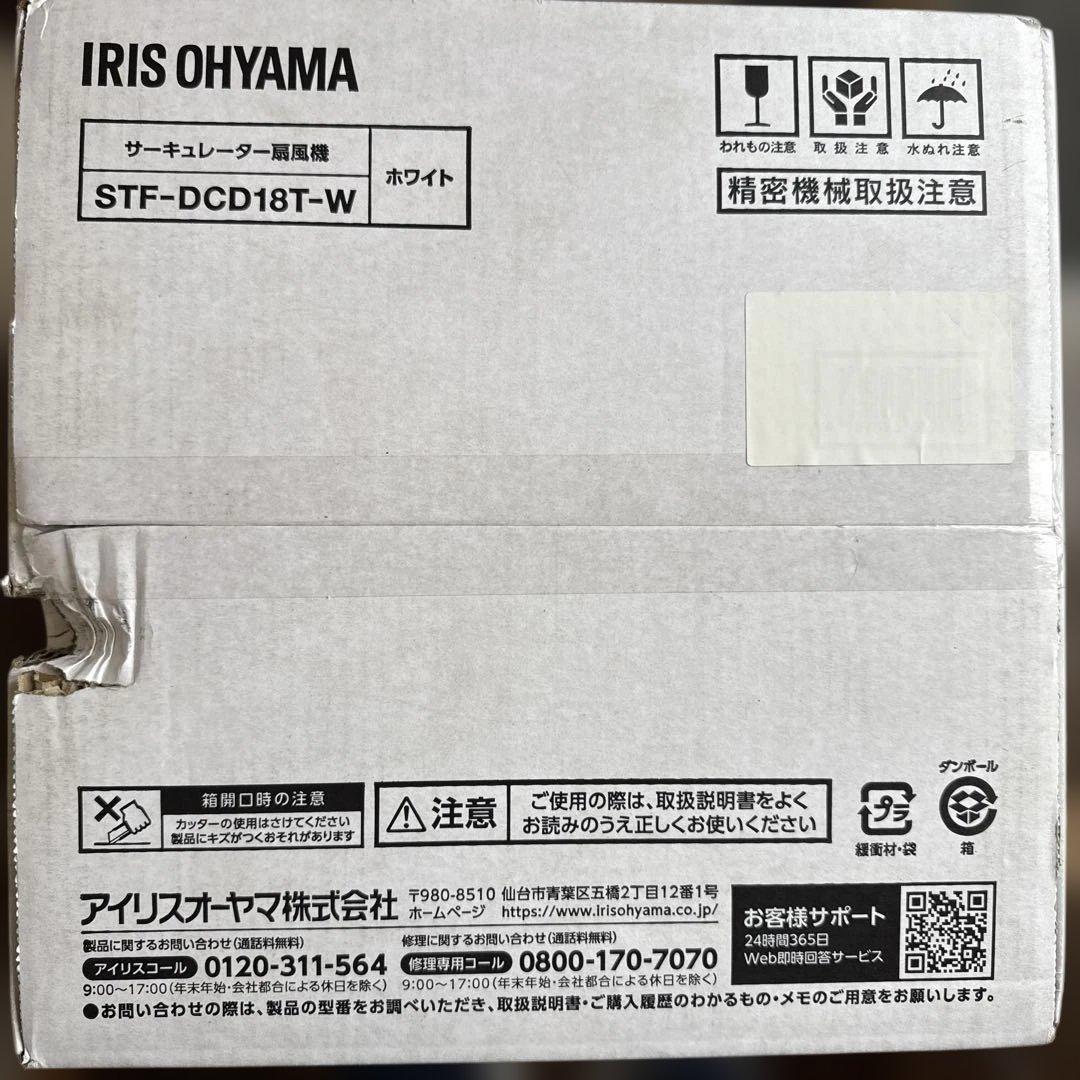 IRIS OHYAMA
サーキュレーター扇風機
STF-DCD18T-W
ホワイト
われもの注意
取扱注意
水ぬれ注意
精密機械取扱注意
箱開口時の注意
カッターの使用はさけてください
製品にキズがつくおそれがあります
注意
ご使用の際は、取扱説明書をよく
お読みのうえ正しくお使いください
プラ
緩衝材・袋
ダンボール
箱
アイリスオーヤマ株式会社
〒980-8510 仙台市青葉区五橋2丁目12番1号
ホームページ https://www.irisohyama.co.jp/
製品に関するお問い合わせ(通話料無料)
アイリスコール 0120-311-564
9:00〜17:00(年末年始・会社都合による休日を除く)
修理に関するお問い合わせ(通話料無料)
修理専用コール 0800-170-7070
9:00〜17:00(年末年始・会社都合による休日を除く)
お客様サポート
24時間365日
Web即時回答サービス
●お問い合わせの際は、製品の型番をお調べいただき、取扱説明書・ご購入履歴のわかるもの・メモのご用意をお願いします。